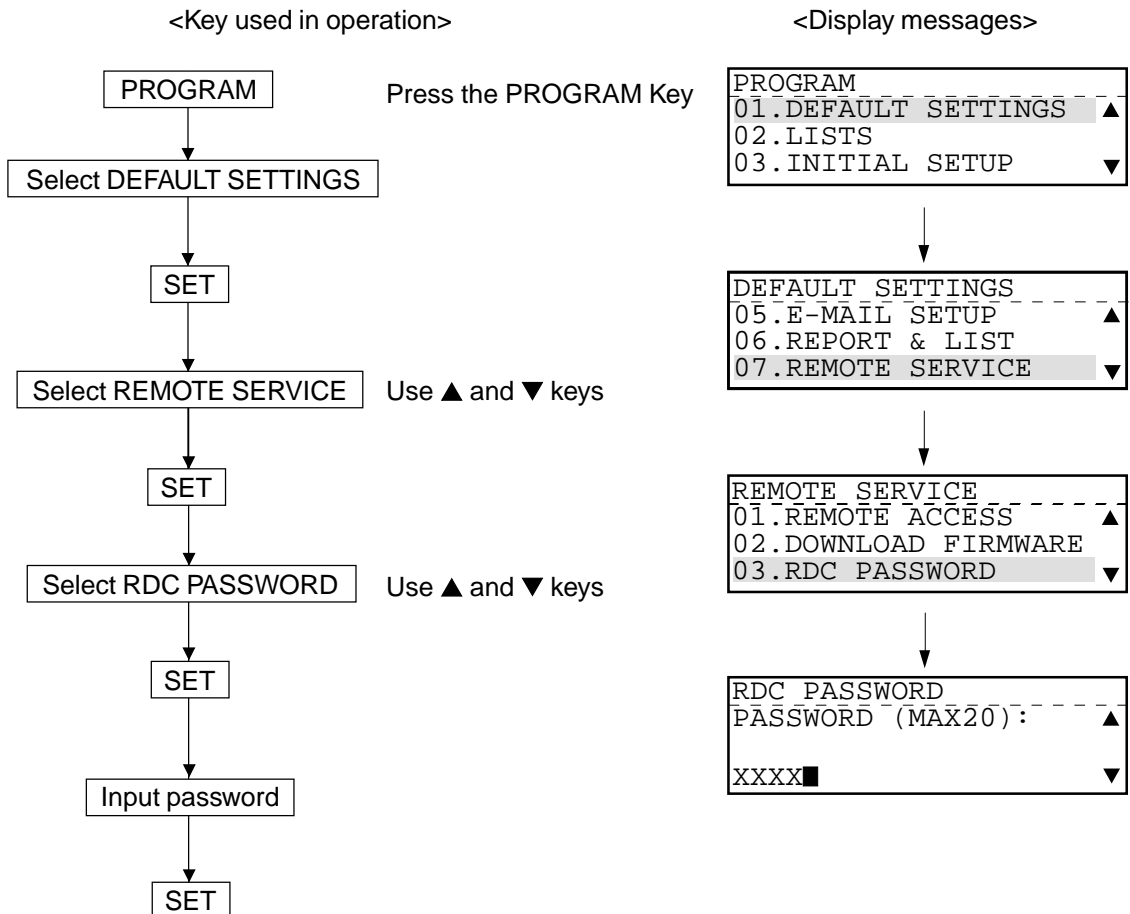 <Key used in operation>
<Display messages>
PROGRAM
Press the PROGRAM Key
Select DEFAULT SETTINGS
SET
Select REMOTE SERVICE
Use ▲ and ▼ keys
SET
Select RDC PASSWORD
Use ▲ and ▼ keys
SET
Input password
SET
PROGRAM
01.DEFAULT SETTINGS ▲
02.LISTS
03.INITIAL SETUP ▼
DEFAULT SETTINGS
05.E-MAIL SETUP ▲
06.REPORT & LIST
07.REMOTE SERVICE ▼
REMOTE SERVICE
01.REMOTE ACCESS ▲
02.DOWNLOAD FIRMWARE
03.RDC PASSWORD ▼
RDC PASSWORD
PASSWORD (MAX20): ▲
XXXX■ ▼